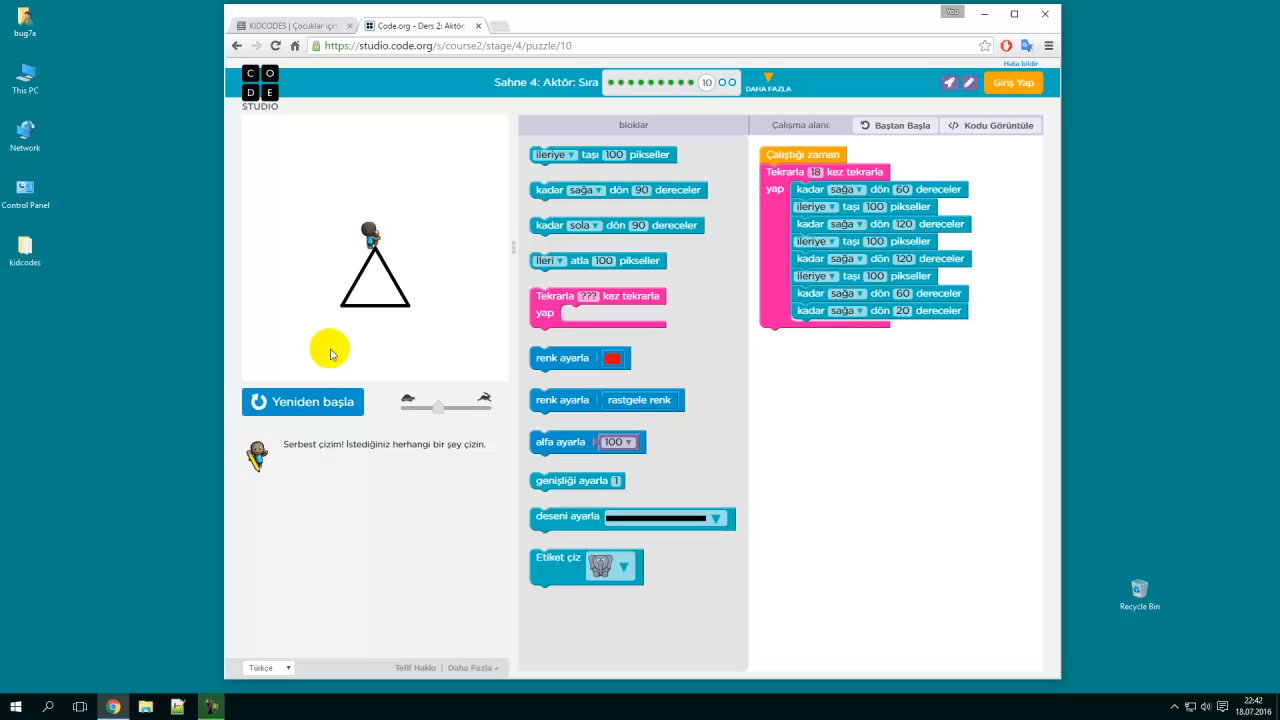 bug7a
This PC
Network
Control Panel
kidcodes
Recycle Bin
You
KIDCODES | Çocuklar için
Code.org - Ders 2: Aktö
https://studio.code.org/s/course2/stage/4/puzzle/10
Hata bildir
C O
D E
STUDIO
Sahne 4: Aktör: Sıra
10
DAHA FAZLA
Giriş Yap
bloklar
Çalışma alanı:
Baştan Başla
Kodu Görüntüle
ileriye taşı 100 pikseller
kadar sağa dön 90 dereceler
kadar sola dön 90 dereceler
İleri atla 100 pikseller
Tekrarla ??? kez tekrarla
yap
renk ayarla
renk ayarla rastgele renk
alfa ayarla 100
genişliği ayarla 1
deseni ayarla
Etiket çiz
Çalıştığı zaman
Tekrarla 18 kez tekrarla
yap kadar sağa dön 60 dereceler
ileriye taşı 100 pikseller
kadar sağa dön 120 dereceler
ileriye taşı 100 pikseller
kadar sağa dön 120 dereceler
ileriye taşı 100 pikseller
kadar sağa dön 60 dereceler
kadar sağa dön 20 dereceler
Yeniden başla
Serbest çizim! İstediğiniz herhangi bir şey çizin.
Türkçe
Telif Hakkı | Daha Fazla
22:42
18.07.2016